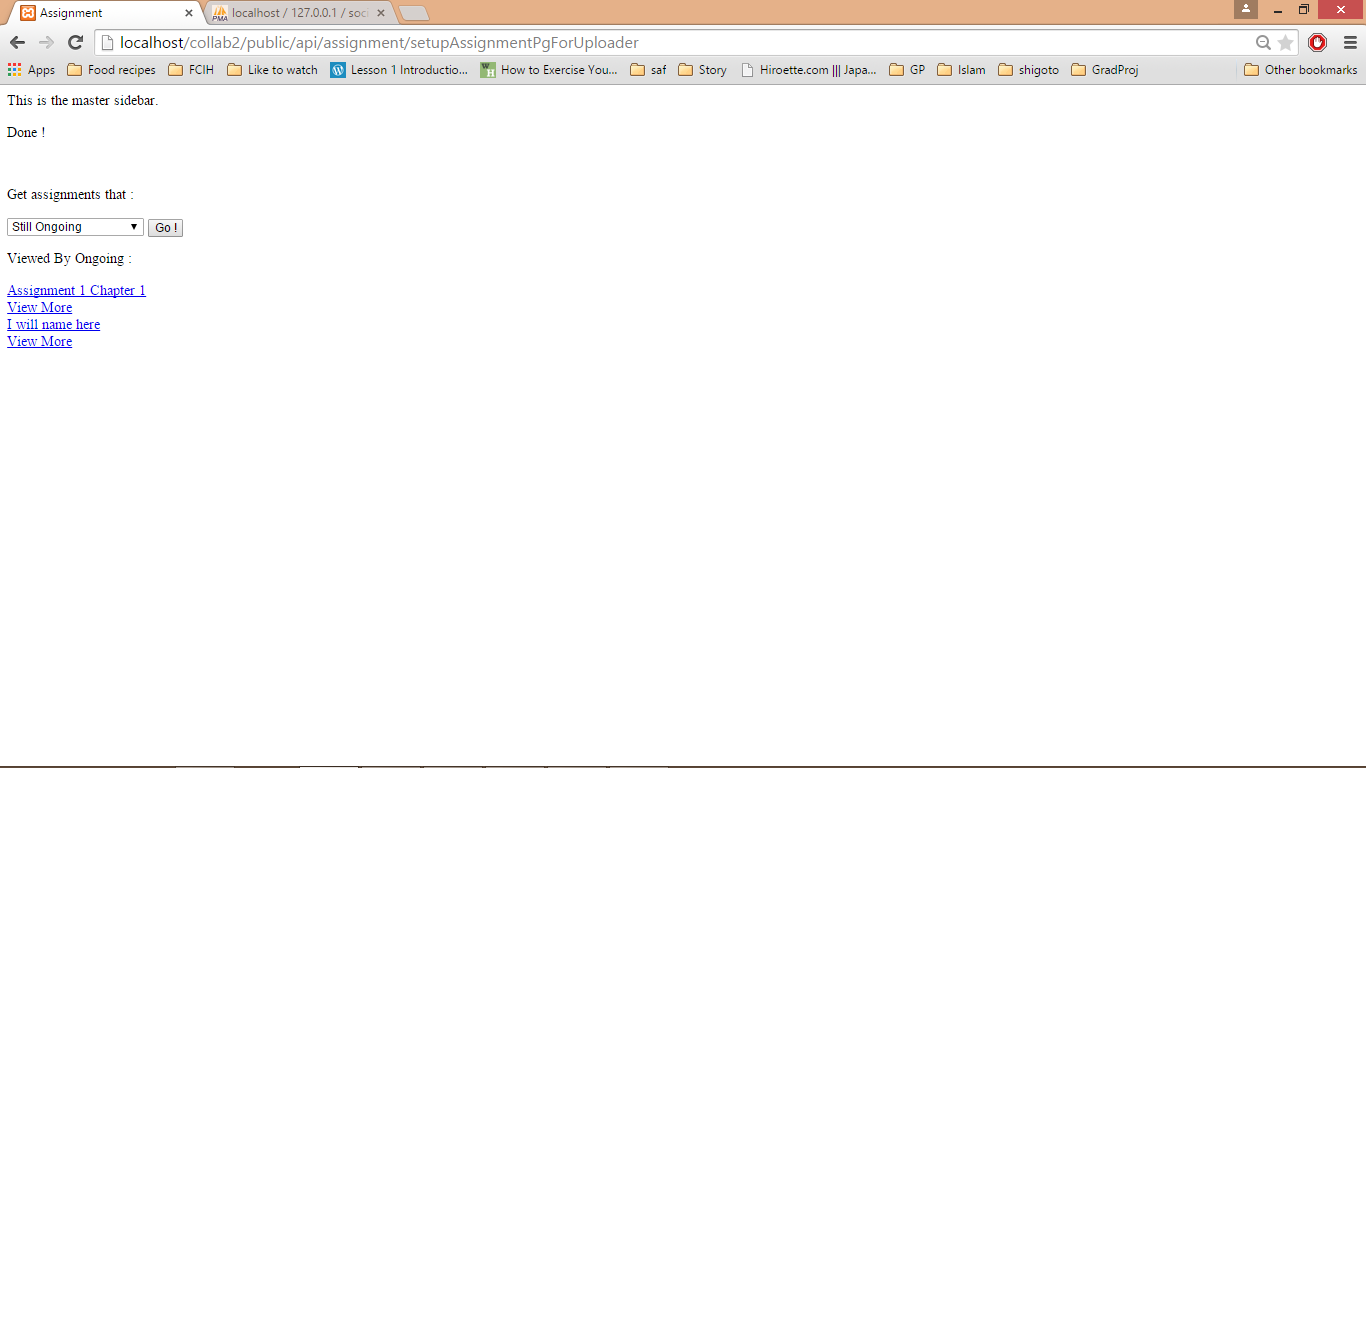 Assignment
localhost / 127.0.0.1 / soci
localhost/collab2/public/api/assignment/setupAssignmentPgForUploader
Apps Food recipes FCIH Like to watch Lesson 1 Introductio... How to Exercise You... saf Story Hiroette.com ||| Japa... GP Islam shigoto GradProj Other bookmarks
This is the master sidebar.
Done !
Get assignments that :
Still Ongoing Go !
Viewed By Ongoing :
Assignment 1 Chapter 1
View More
I will name here
View More